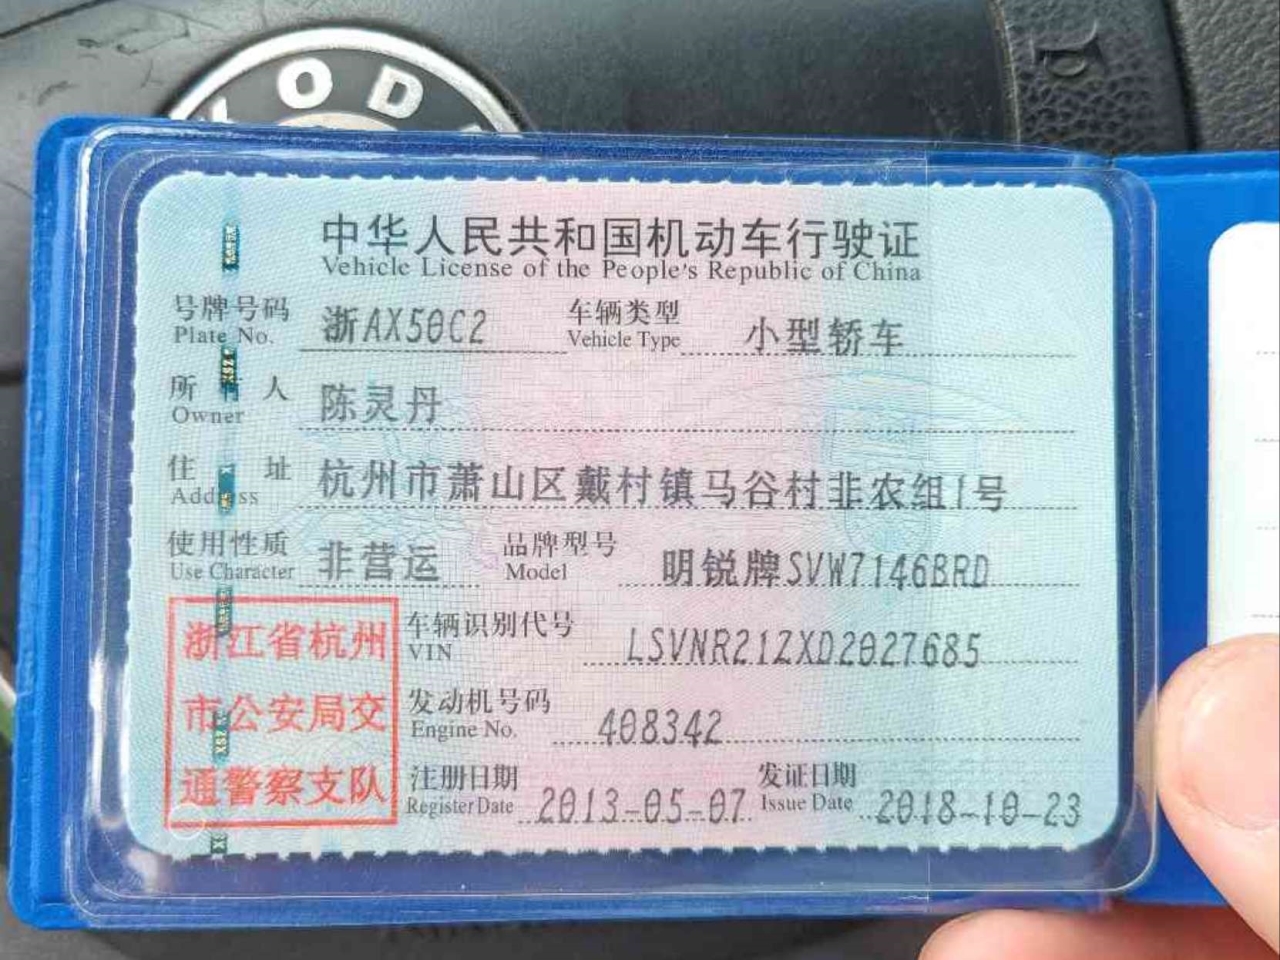 ODA
中华人民共和国机动车行驶证
Vehicle License of the People's Republic of China
号牌号码 浙AX50C2 车辆类型 小型轿车
Plate No. Vehicle Type
所 人 陈灵丹
Owner
住 址 杭州市萧山区戴村镇马谷村非农组1号
Address
使用性质 非营运 品牌型号 明锐牌SVW7146BRD
Use Character Model
浙江省杭州
市公安局交
通警察支队
车辆识别代号 LSVNR21ZXD2027685
VIN
发动机号码 408342
Engine No.
注册日期 2013-05-07 发证日期 2018-10-23
Register Date Issue Date